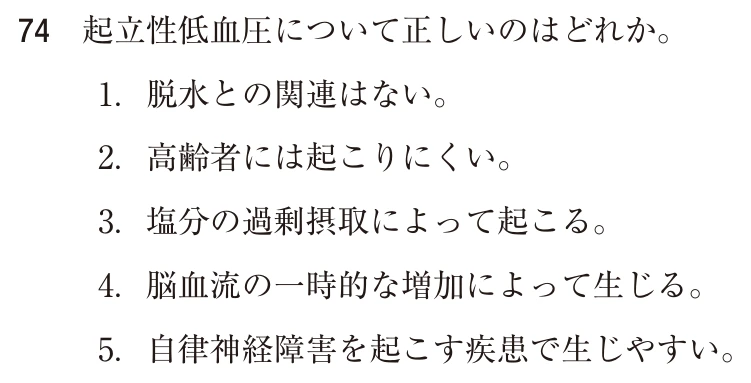 74 起立性低血圧について正しいのはどれか。
1. 脱水との関連はない。
2. 高齢者には起こりにくい。
3. 塩分の過剰摂取によって起こる。
4. 脳血流の一時的な増加によって生じる。
5. 自律神経障害を起こす疾患で生じやすい。